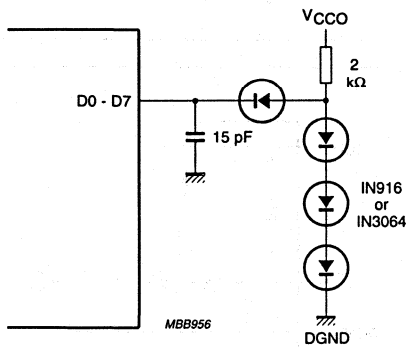 VCCO
2
kΩ
D0 - D7
15 pF
IN916
or
IN3064
MBB956
DGND